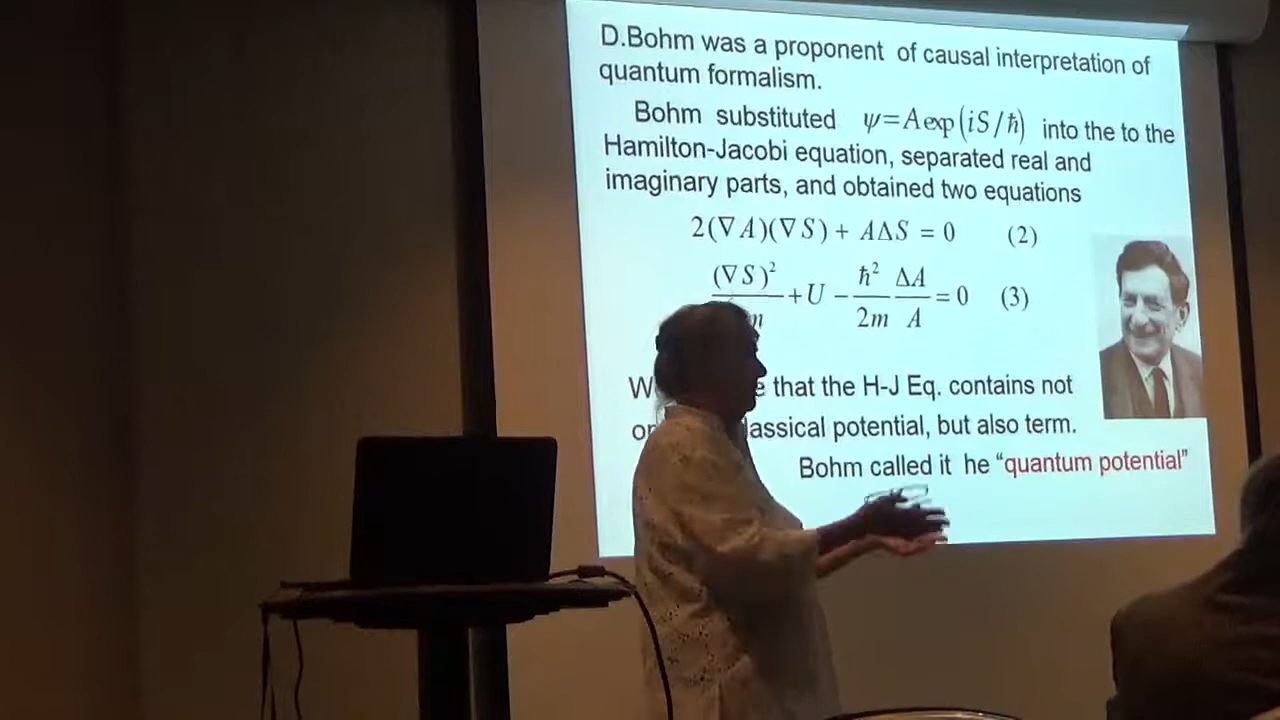 D.Bohm was a proponent of causal interpretation of
quantum formalism.
Bohm substituted ψ=Aexp(iS/ħ) into the to the
Hamilton-Jacobi equation, separated real and
imaginary parts, and obtained two equations
2(∇A)(∇S) + AΔS = 0 (2)
(∇S)²/ +U − ħ²/2m ΔA/A = 0 (3)
that the H-J Eq. contains not
potential, but also term.
Bohm called it he “quantum potential”